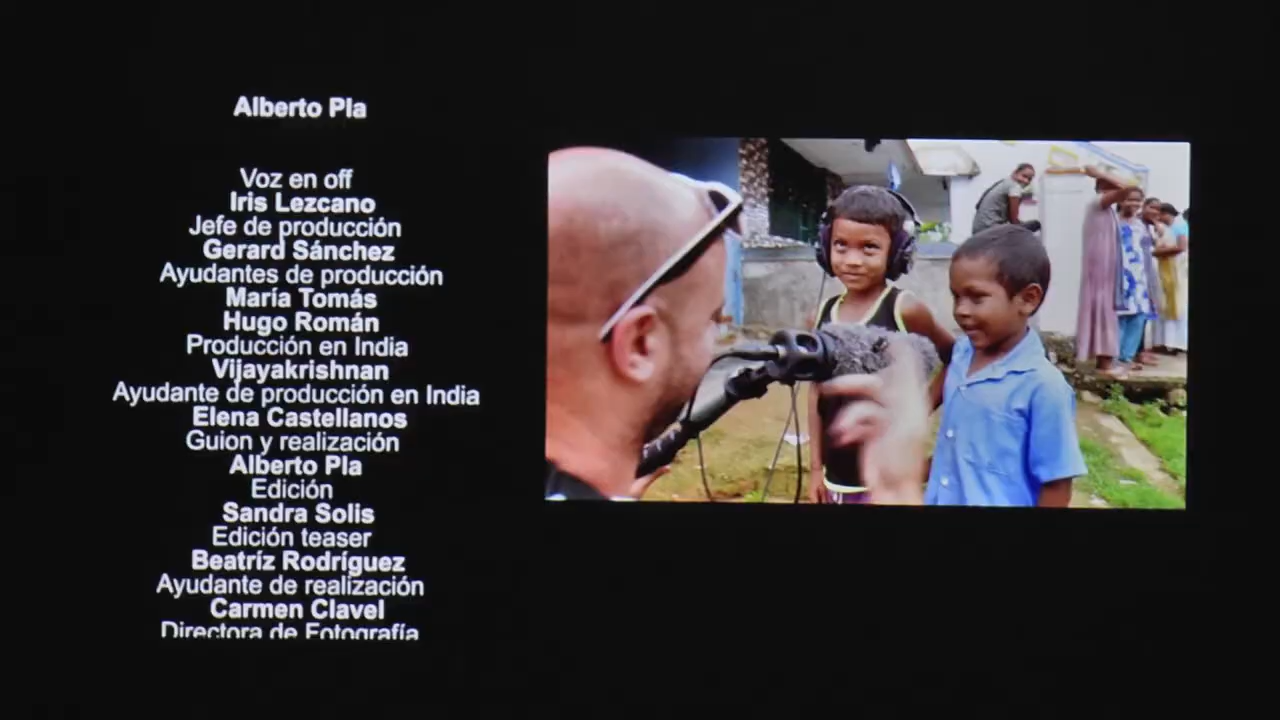 Alberto Pla
Voz en off
Iris Lezcano
Jefe de producción
Gerard Sánchez
Ayudantes de producción
María Tomás
Hugo Román
Producción en India
Vijayakrishnan
Ayudante de producción en India
Elena Castellanos
Guion y realización
Alberto Pla
Edición
Sandra Solis
Edición teaser
Beatríz Rodríguez
Ayudante de realización
Carmen Clavel
Directora de Fotografía